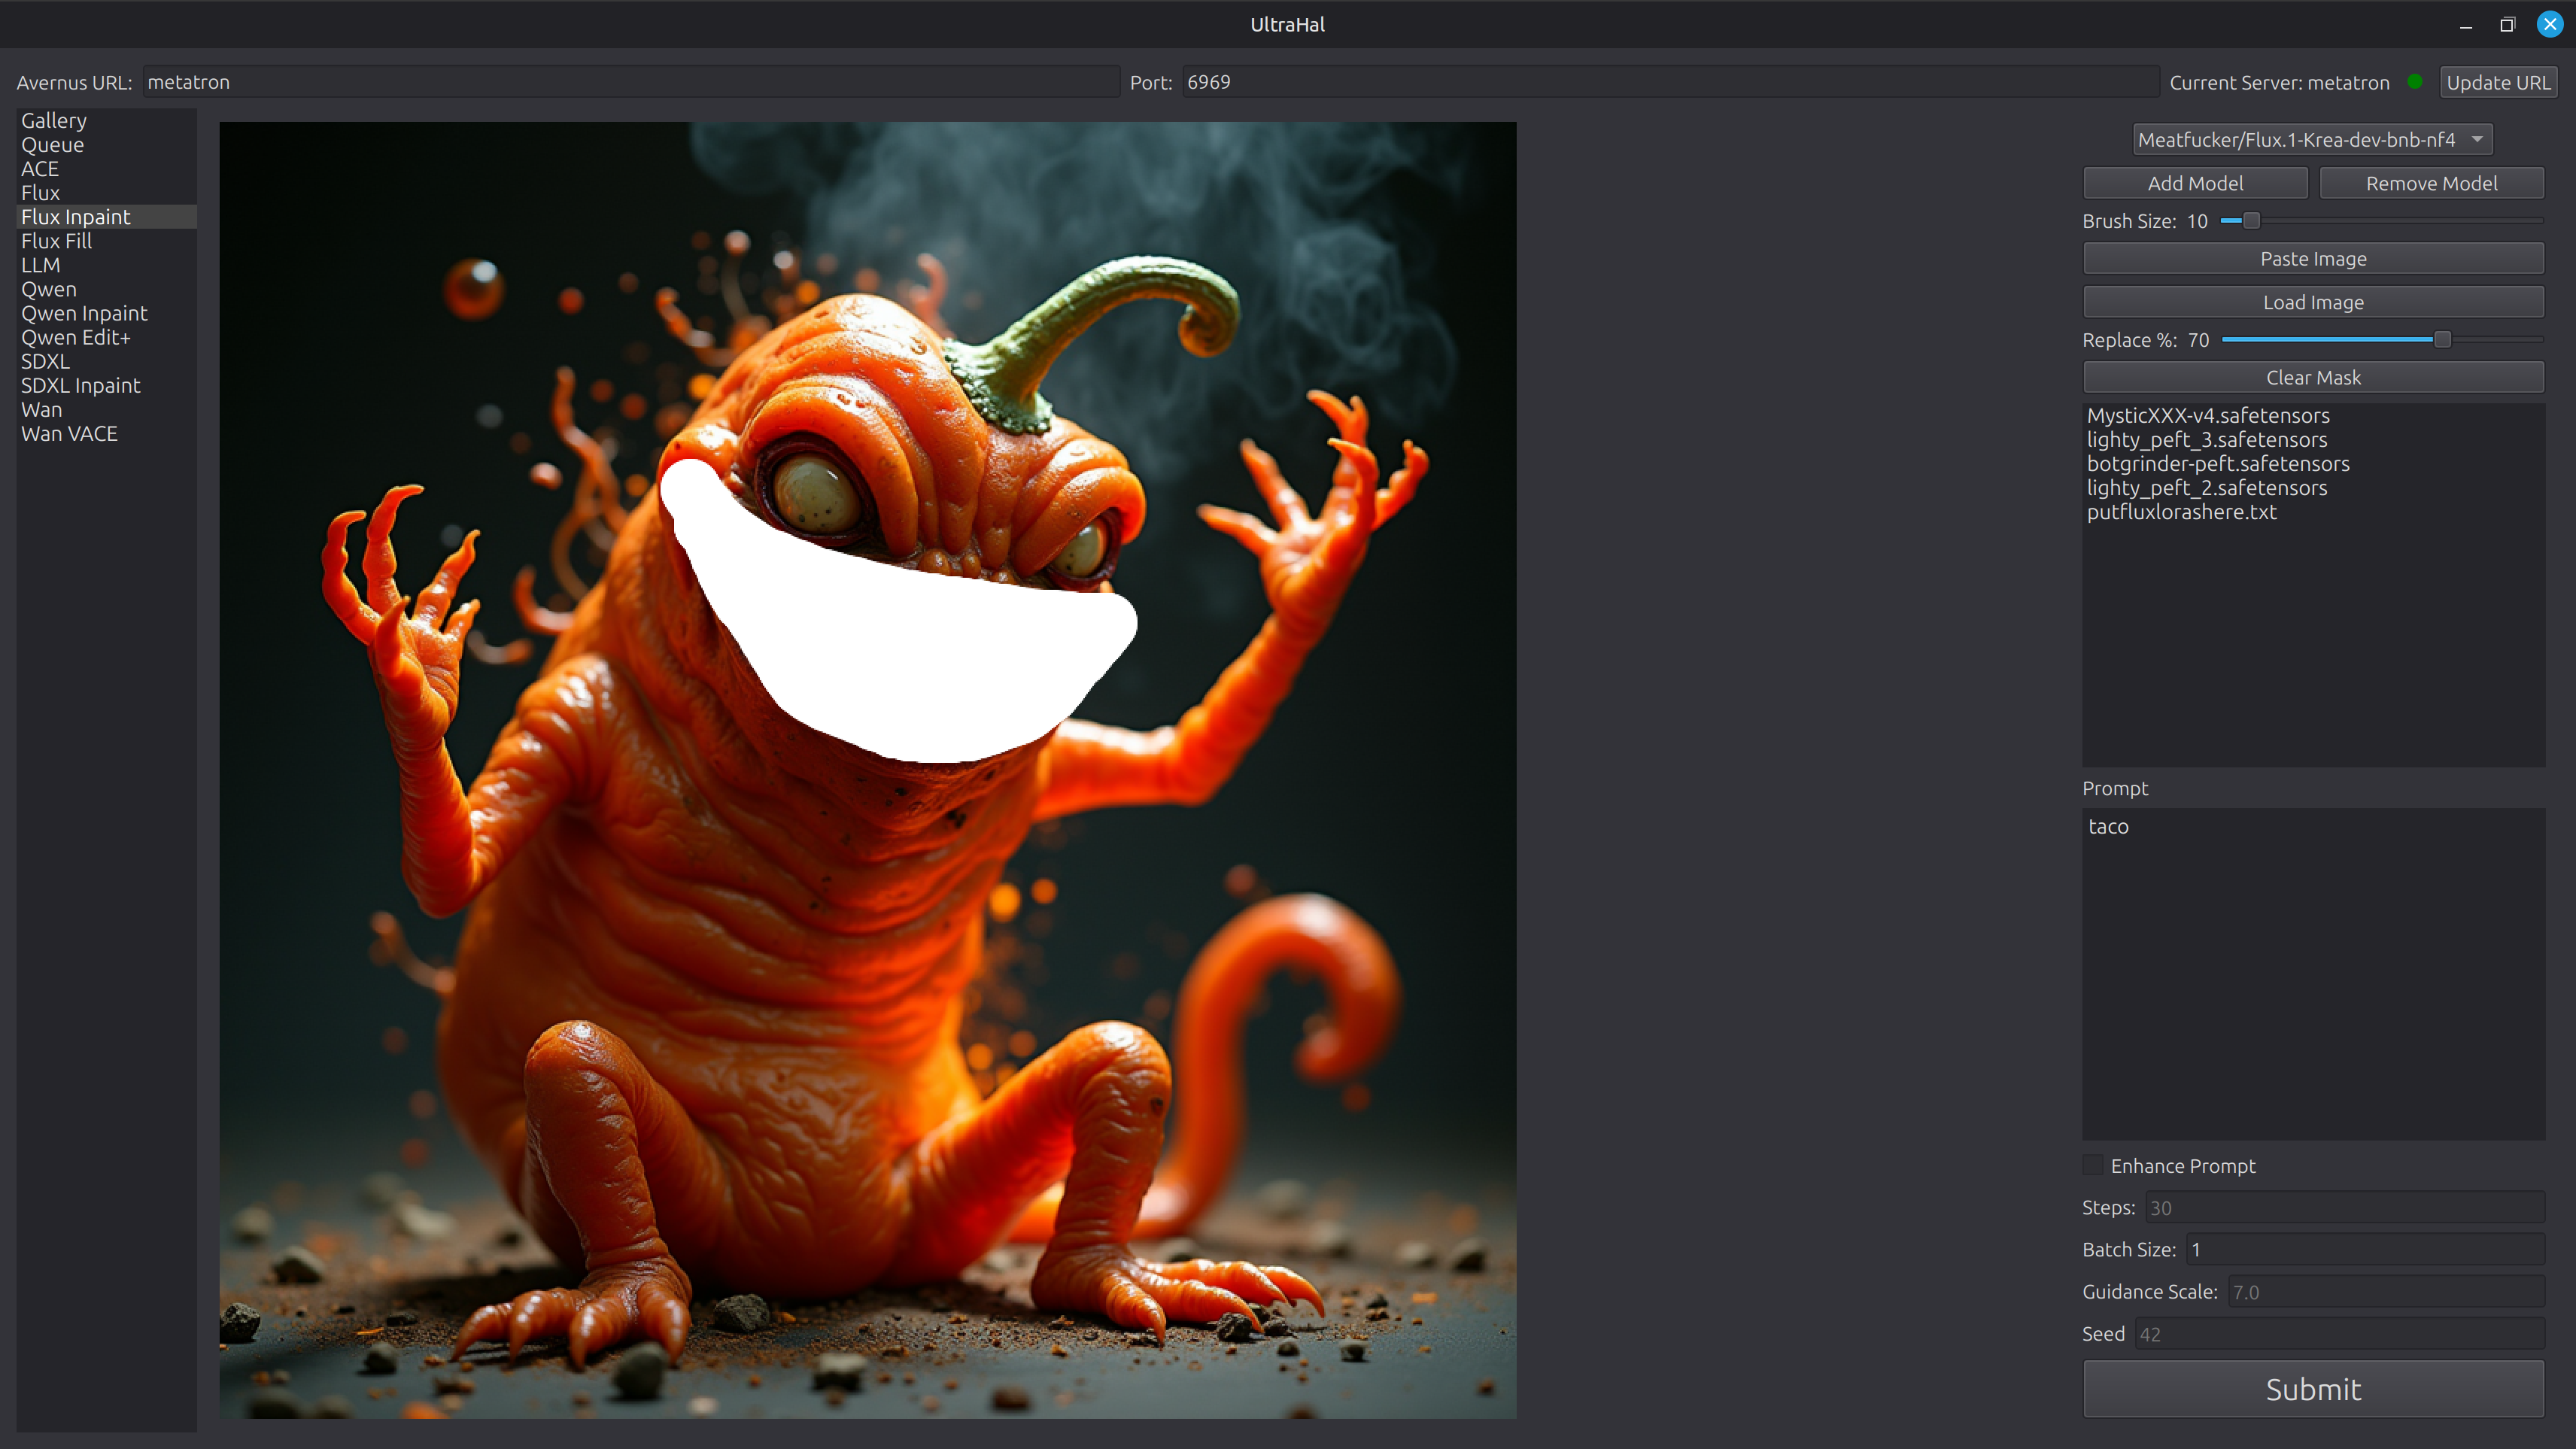 UltraHal
Avernus URL: metatron Port: 6969 Current Server: metatron Update URL
Gallery
Queue
ACE
Flux
Flux Inpaint
Flux Fill
LLM
Qwen
Qwen Inpaint
Qwen Edit+
SDXL
SDXL Inpaint
Wan
Wan VACE
Meatfucker/Flux.1-Krea-dev-bnb-nf4
Add Model Remove Model
Brush Size: 10
Paste Image
Load Image
Replace %: 70
Clear Mask
MysticXXX-v4.safetensors
lighty_peft_3.safetensors
botgrinder-peft.safetensors
lighty_peft_2.safetensors
putfluxlorashere.txt
Prompt
taco
Enhance Prompt
Steps: 30
Batch Size: 1
Guidance Scale: 7.0
Seed 42
Submit